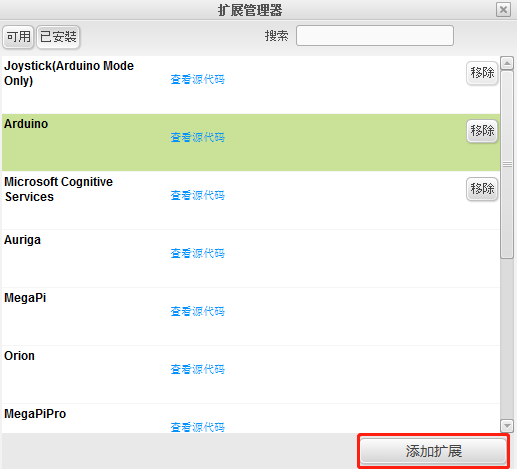 扩展管理器
可用
已安装
搜索
Joystick(Arduino Mode
Only)
查看源代码
移除
Arduino
查看源代码
移除
Microsoft Cognitive
Services
查看源代码
移除
Auriga
查看源代码
MegaPi
查看源代码
Orion
查看源代码
MegaPiPro
查看源代码
添加扩展